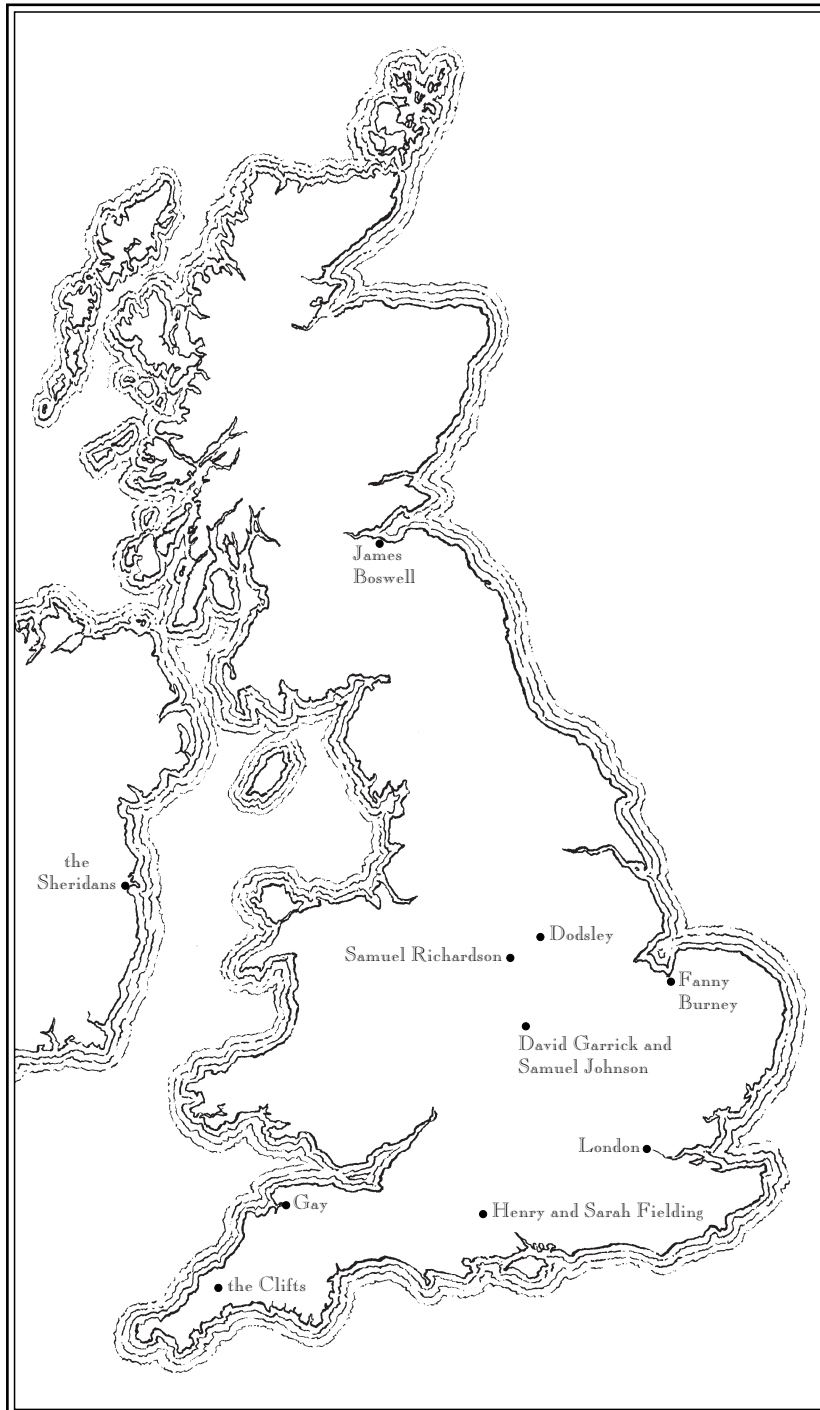 James
Boswell
the
Sheridans
Dodsley
Samuel Richardson
Fanny
Burney
David Garrick and
Samuel Johnson
London
Gay
Henry and Sarah Fielding
the Clifts